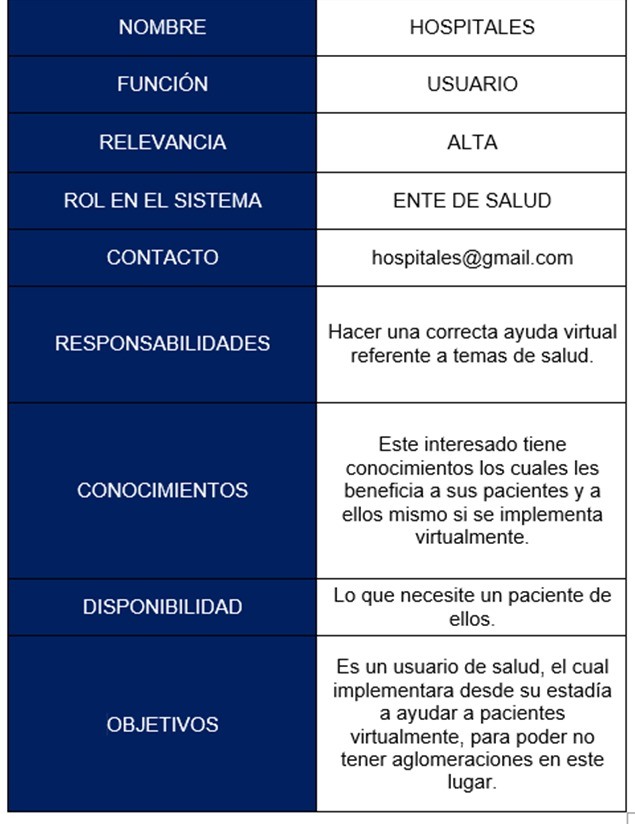 NOMBRE
HOSPITALES
FUNCIÓN
USUARIO
RELEVANCIA
ALTA
ROL EN EL SISTEMA
ENTE DE SALUD
CONTACTO
hospitales@gmail.com
RESPONSABILIDADES
Hacer una correcta ayuda virtual
referente a temas de salud.
CONOCIMIENTOS
Este interesado tiene
conocimientos los cuales les
beneficia a sus pacientes y a
ellos mismo si se implementa
virtualmente.
DISPONIBILIDAD
Lo que necesite un paciente de
ellos.
OBJETIVOS
Es un usuario de salud, el cual
implementara desde su estadía
a ayudar a pacientes
virtualmente, para poder no
tener aglomeraciones en este
lugar.